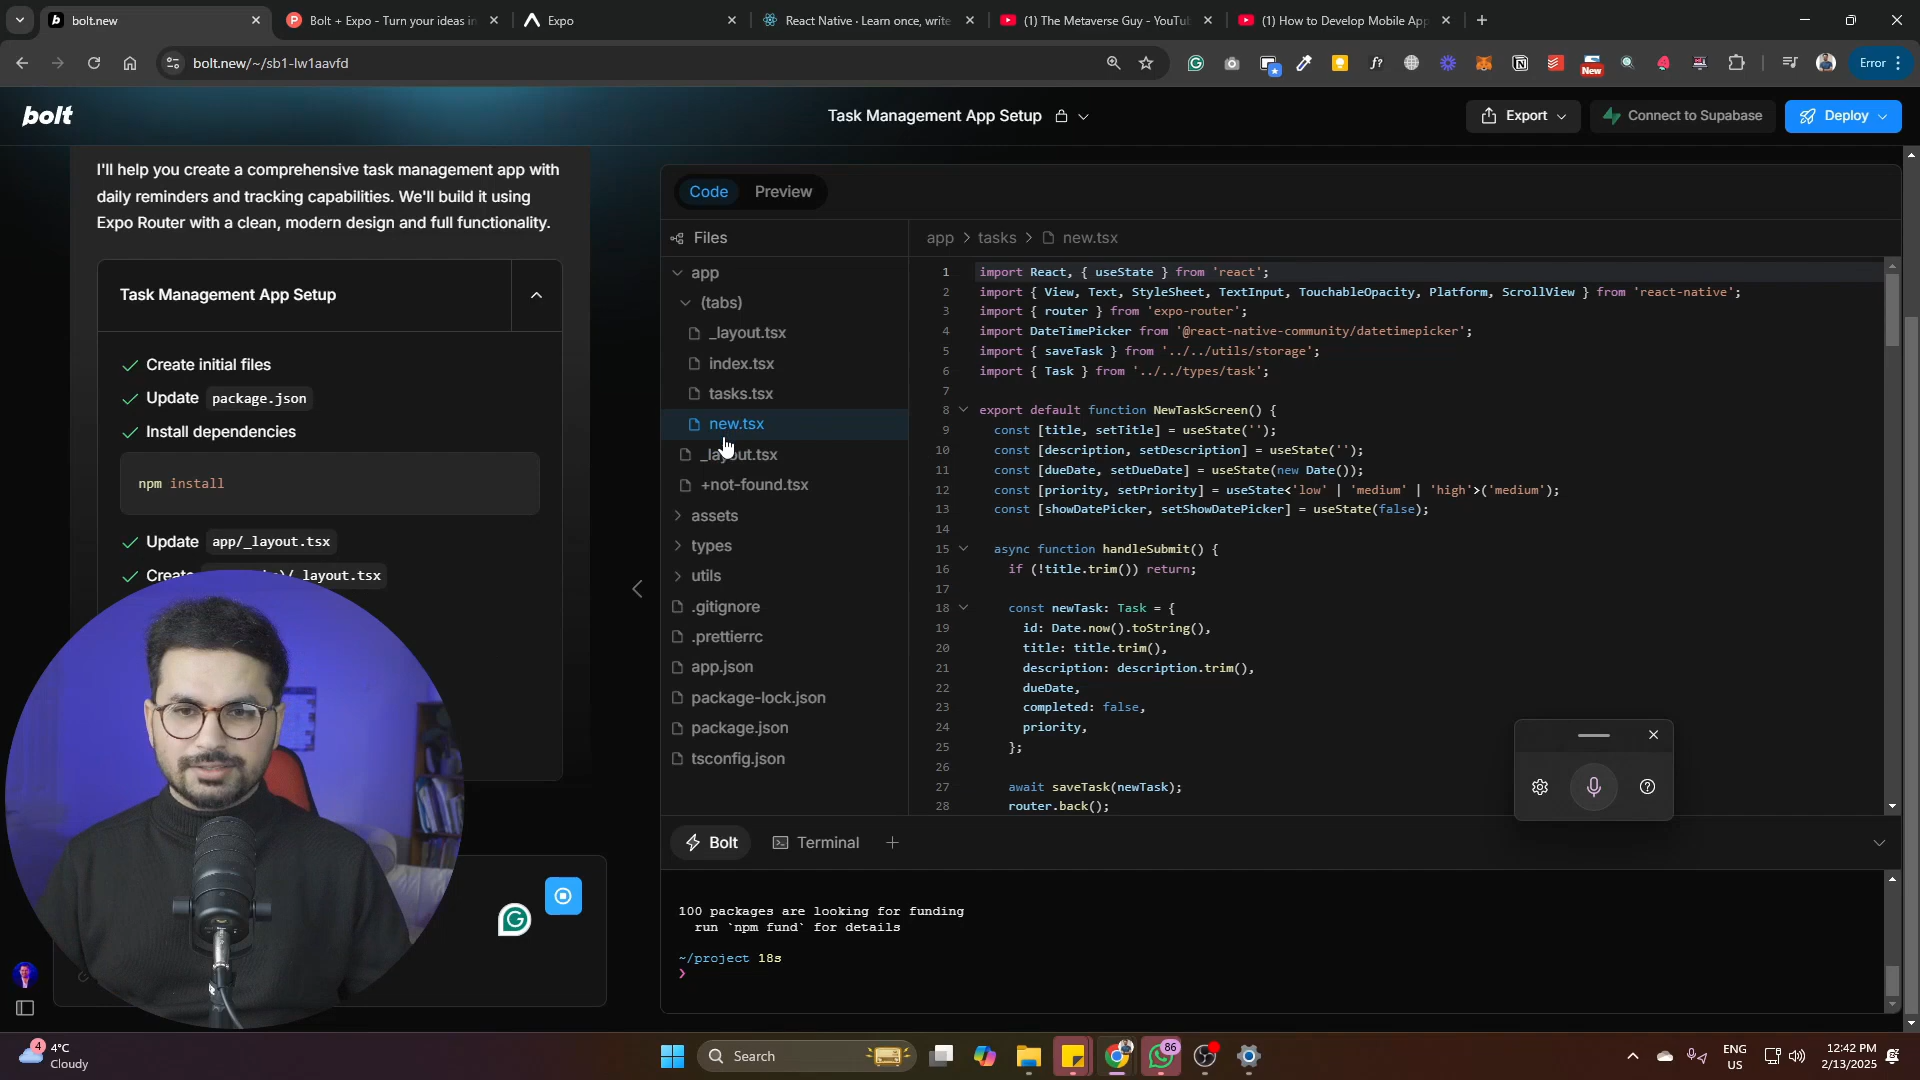 bolt.new
Bolt + Expo - Turn your ideas in
Expo
React Native · Learn once, write
(1) The Metaverse Guy - YouTu
(1) How to Develop Mobile App
bolt.new/~/sb1-lw1aavfd
New
Error
bolt
Task Management App Setup
Export
Connect to Supabase
Deploy
I'll help you create a comprehensive task management app with
daily reminders and tracking capabilities. We'll build it using
Expo Router with a clean, modern design and full functionality.
Task Management App Setup
Create initial files
Update package.json
Install dependencies
npm install
Update app/_layout.tsx
Create
/_layout.tsx
Code
Preview
Files
app
(tabs)
_layout.tsx
index.tsx
tasks.tsx
new.tsx
_layout.tsx
+not-found.tsx
assets
types
utils
.gitignore
.prettierrc
app.json
package-lock.json
package.json
tsconfig.json
app > tasks > new.tsx
1 import React, { useState } from 'react';
2 import { View, Text, StyleSheet, TextInput, TouchableOpacity, Platform, ScrollView } from 'react-native';
3 import { router } from 'expo-router';
4 import DateTimePicker from '@react-native-community/datetimepicker';
5 import { saveTask } from '../../utils/storage';
6 import { Task } from '../../types/task';
7
8 export default function NewTaskScreen() {
9 const [title, setTitle] = useState('');
10 const [description, setDescription] = useState('');
11 const [dueDate, setDueDate] = useState(new Date());
12 const [priority, setPriority] = useState<'low' | 'medium' | 'high'>('medium');
13 const [showDatePicker, setShowDatePicker] = useState(false);
14
15 async function handleSubmit() {
16 if (!title.trim()) return;
17
18 const newTask: Task = {
19 id: Date.now().toString(),
20 title: title.trim(),
21 description: description.trim(),
22 dueDate,
23 completed: false,
24 priority,
25 };
26
27 await saveTask(newTask);
28 router.back();
Bolt
Terminal
100 packages are looking for funding
run `npm fund` for details
~/project 18s
❯
4
4°C
Cloudy
Search
86
ENG
US
12:42 PM
2/13/2025